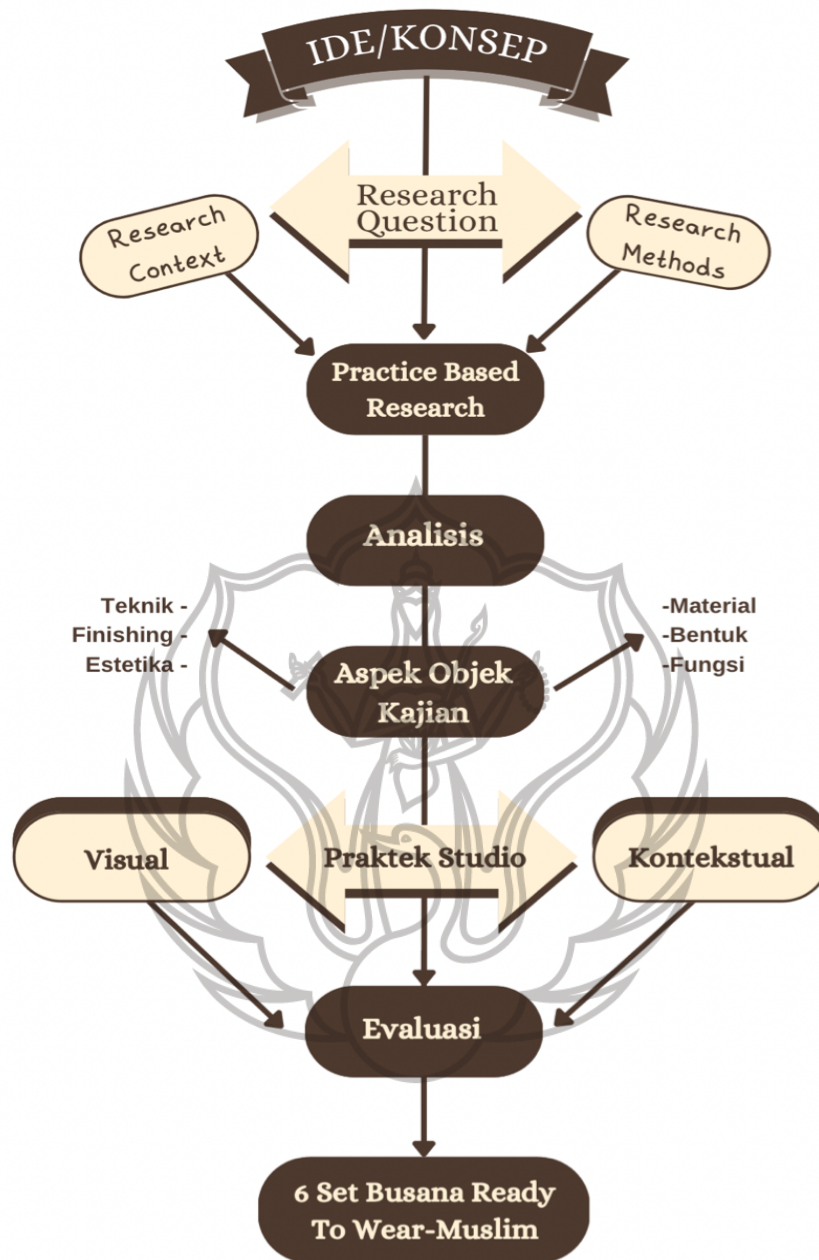 IDE/KONSEP
Research
Question
Research
Context
Research
Methods
Practice Based
Research
Analisis
Teknik -
Finishing -
Estetika -
Aspek Objek
Kajian
-Material
-Bentuk
-Fungsi
Visual
Praktek Studio
Kontekstual
Evaluasi
6 Set Busana Ready
To Wear-Muslim